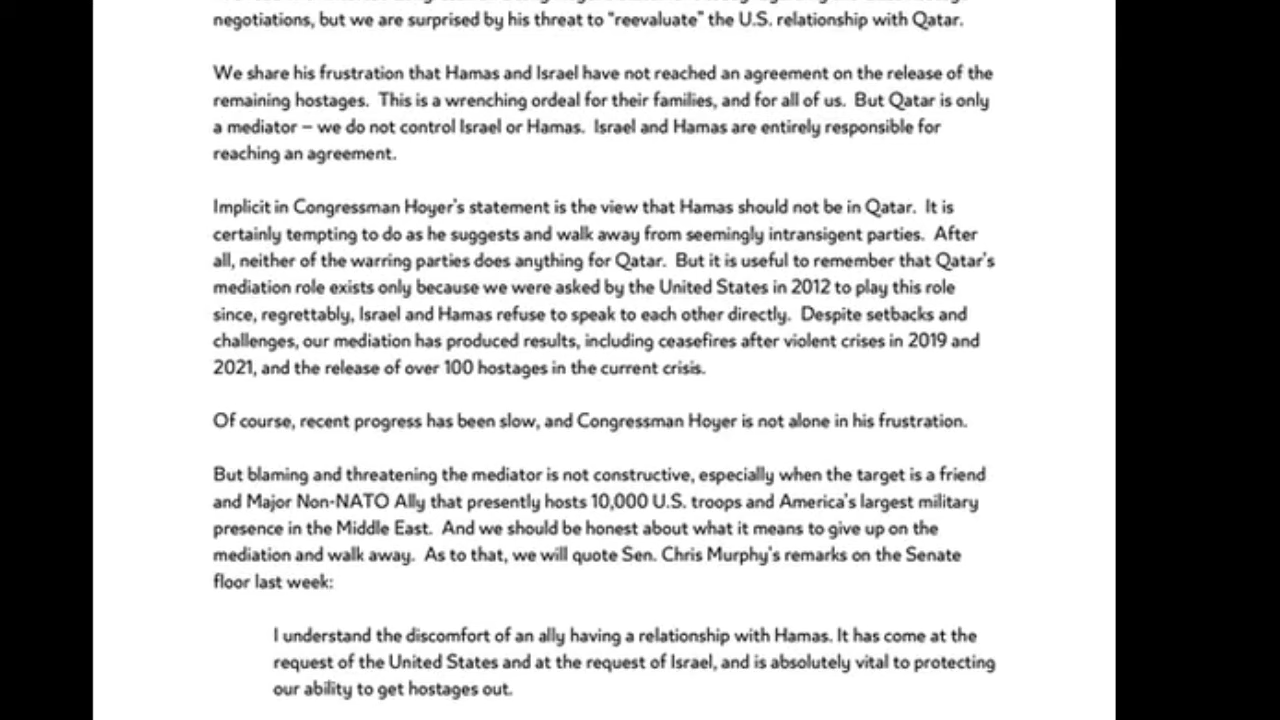 negotiations, but we are surprised by his threat to "reevaluate" the U.S. relationship with Qatar.
We share his frustration that Hamas and Israel have not reached an agreement on the release of the
remaining hostages. This is a wrenching ordeal for their families, and for all of us. But Qatar is only
a mediator – we do not control Israel or Hamas. Israel and Hamas are entirely responsible for
reaching an agreement.
Implicit in Congressman Hoyer's statement is the view that Hamas should not be in Qatar. It is
certainly tempting to do as he suggests and walk away from seemingly intransigent parties. After
all, neither of the warring parties does anything for Qatar. But it is useful to remember that Qatar's
mediation role exists only because we were asked by the United States in 2012 to play this role
since, regrettably, Israel and Hamas refuse to speak to each other directly. Despite setbacks and
challenges, our mediation has produced results, including ceasefires after violent crises in 2019 and
2021, and the release of over 100 hostages in the current crisis.
Of course, recent progress has been slow, and Congressman Hoyer is not alone in his frustration.
But blaming and threatening the mediator is not constructive, especially when the target is a friend
and Major Non-NATO Ally that presently hosts 10,000 U.S. troops and America's largest military
presence in the Middle East. And we should be honest about what it means to give up on the
mediation and walk away. As to that, we will quote Sen. Chris Murphy's remarks on the Senate
floor last week:
I understand the discomfort of an ally having a relationship with Hamas. It has come at the
request of the United States and at the request of Israel, and is absolutely vital to protecting
our ability to get hostages out.